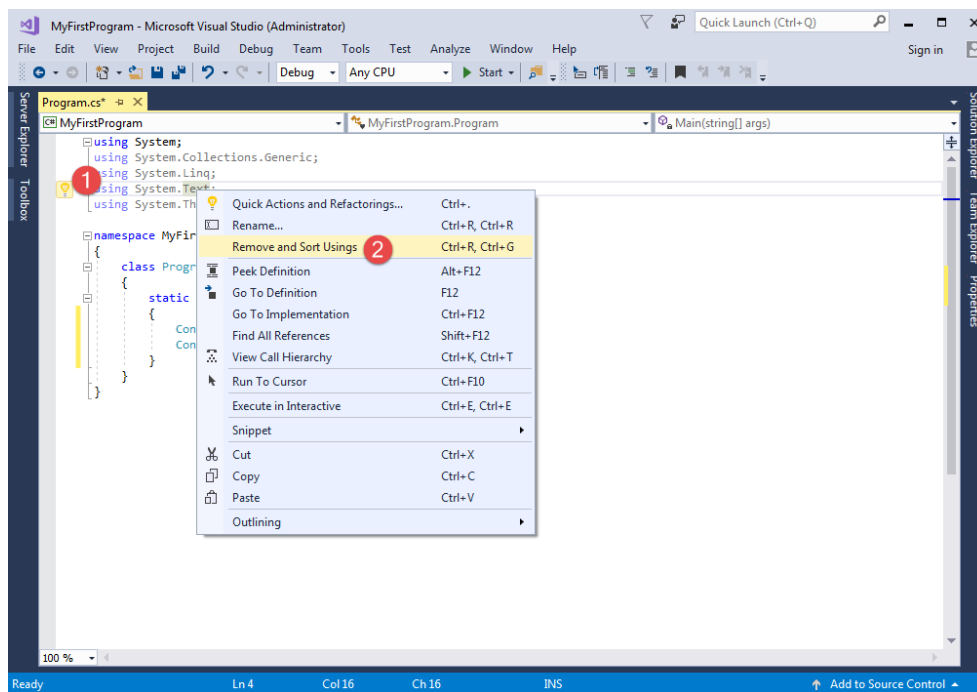 MyFirstProgram - Microsoft Visual Studio (Administrator)
Quick Launch (Ctrl+Q)
File Edit View Project Build Debug Team Tools Test Analyze Window Help
Sign in
Debug Any CPU Start
Server Explorer
Toolbox
Program.cs*
C# MyFirstProgram
MyFirstProgram.Program
Main(string[] args)
using System;
using System.Collections.Generic;
using System.Linq;
using System.Text;
using System.Th
1
namespace MyFir
{
class Progr
{
static
{
Con
Con
}
}
}
Quick Actions and Refactorings... Ctrl+.
Rename... Ctrl+R, Ctrl+R
Remove and Sort Usings 2 Ctrl+R, Ctrl+G
Peek Definition Alt+F12
Go To Definition F12
Go To Implementation Ctrl+F12
Find All References Shift+F12
View Call Hierarchy Ctrl+K, Ctrl+T
Run To Cursor Ctrl+F10
Execute in Interactive Ctrl+E, Ctrl+E
Snippet
Cut Ctrl+X
Copy Ctrl+C
Paste Ctrl+V
Outlining
Solution Explorer
Team Explorer
Properties
100 %
Ready Ln 4 Col 16 Ch 16 INS Add to Source Control